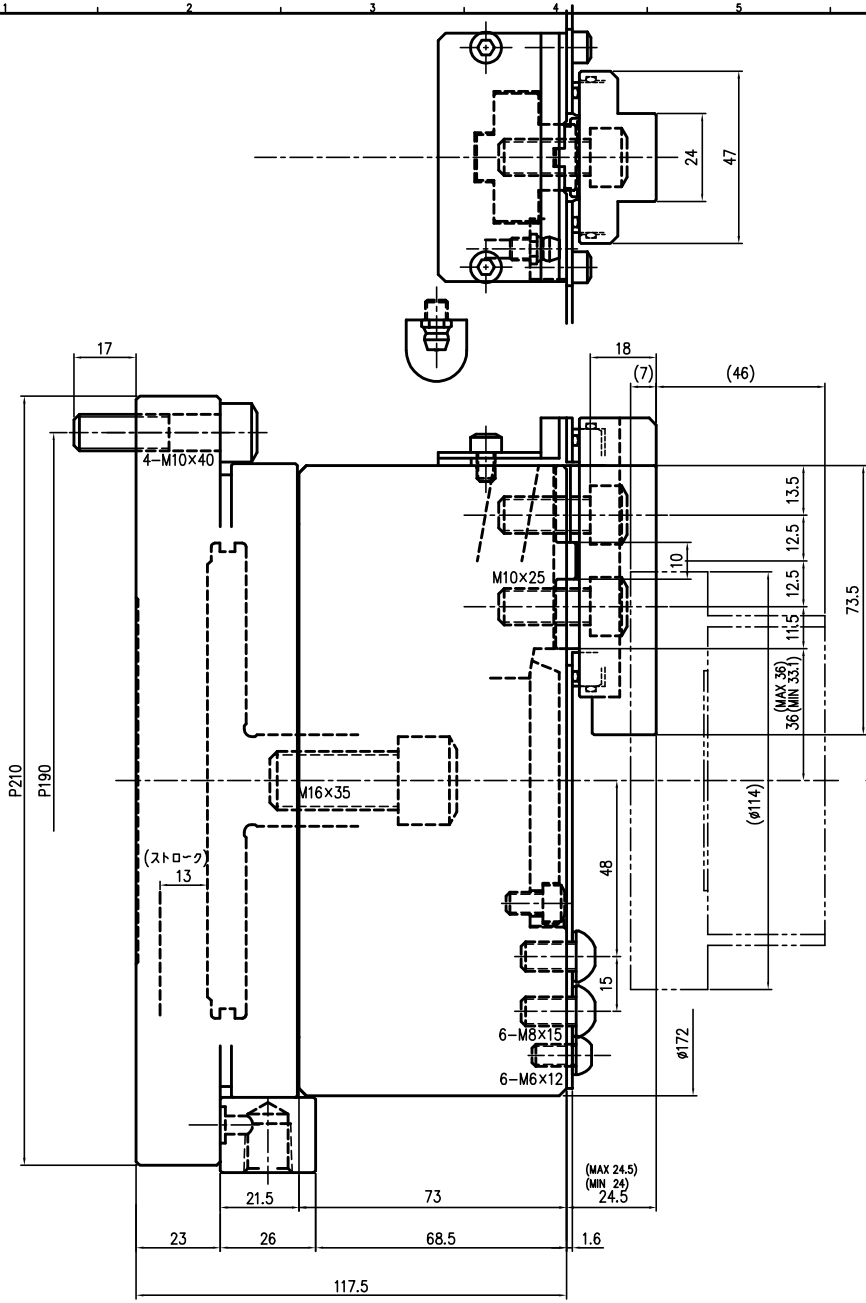 1 2 3 4 5
24
47
17
18
(7)
(46)
4-M10×40
13.5
12.5
10
M10×25
12.5
11.5
73.5
(MAX 36)
36 (MIN 33.1)
P210
P190
M16×35
(ø114)
(ストローク)
13
48
15
6-M8×15
6-M6×12
ø172
(MAX 24.5)
(MIN 24)
21.5
73
24.5
23
26
68.5
1.6
117.5